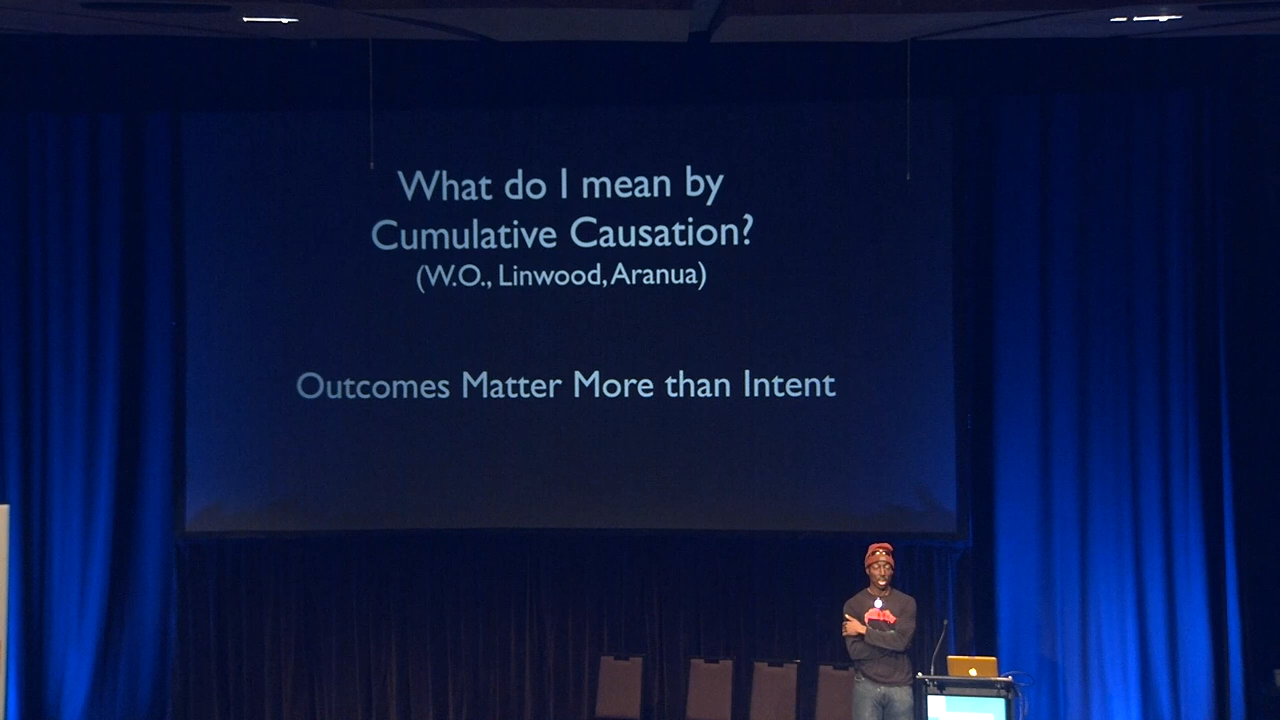 What do I mean by
Cumulative Causation?
(W.O., Linwood, Aranua)
Outcomes Matter More than Intent